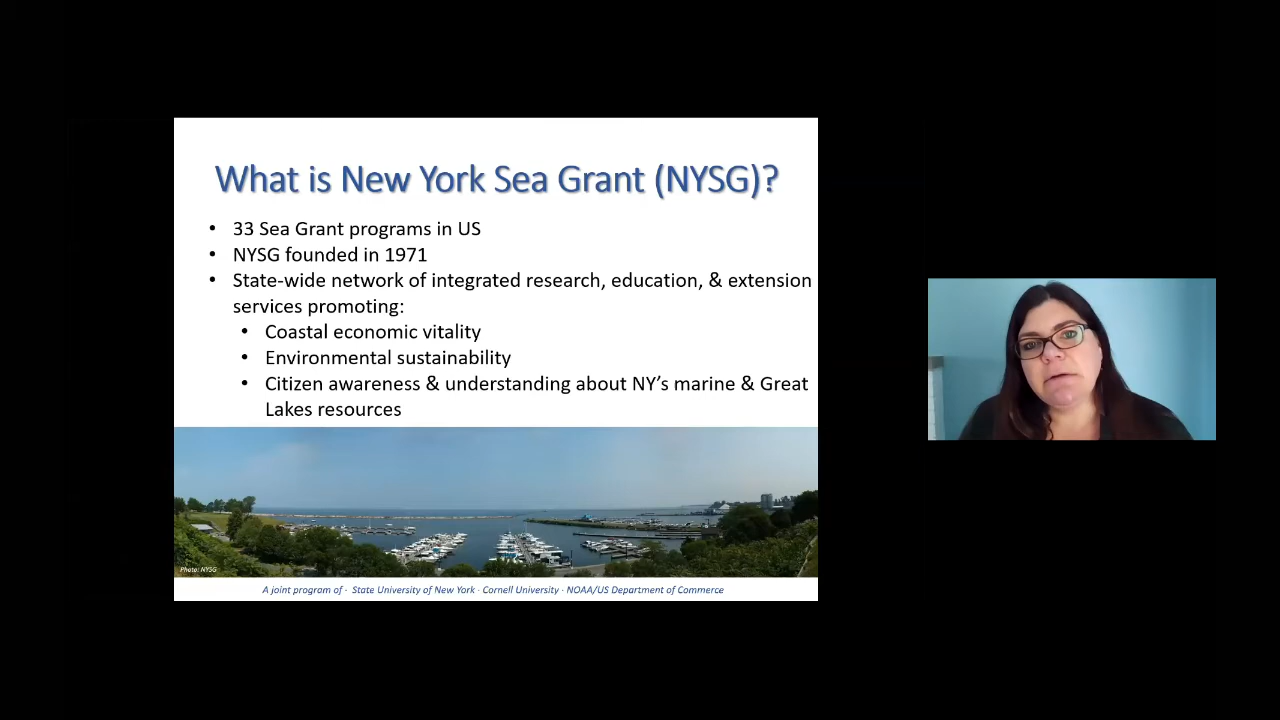 What is New York Sea Grant (NYSG)?
• 33 Sea Grant programs in US
• NYSG founded in 1971
• State-wide network of integrated research, education, & extension
services promoting:
• Coastal economic vitality
• Environmental sustainability
• Citizen awareness & understanding about NY's marine & Great
Lakes resources
Photo: NYSG
A joint program of · State University of New York · Cornell University · NOAA/US Department of Commerce